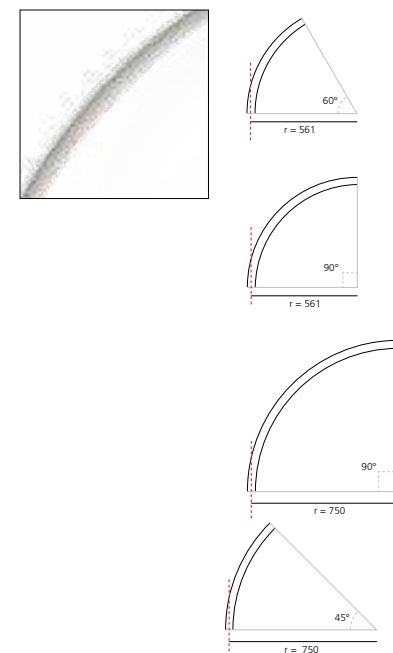 60°
r = 561
90°
r = 561
90°
r = 750
45°
r = 750